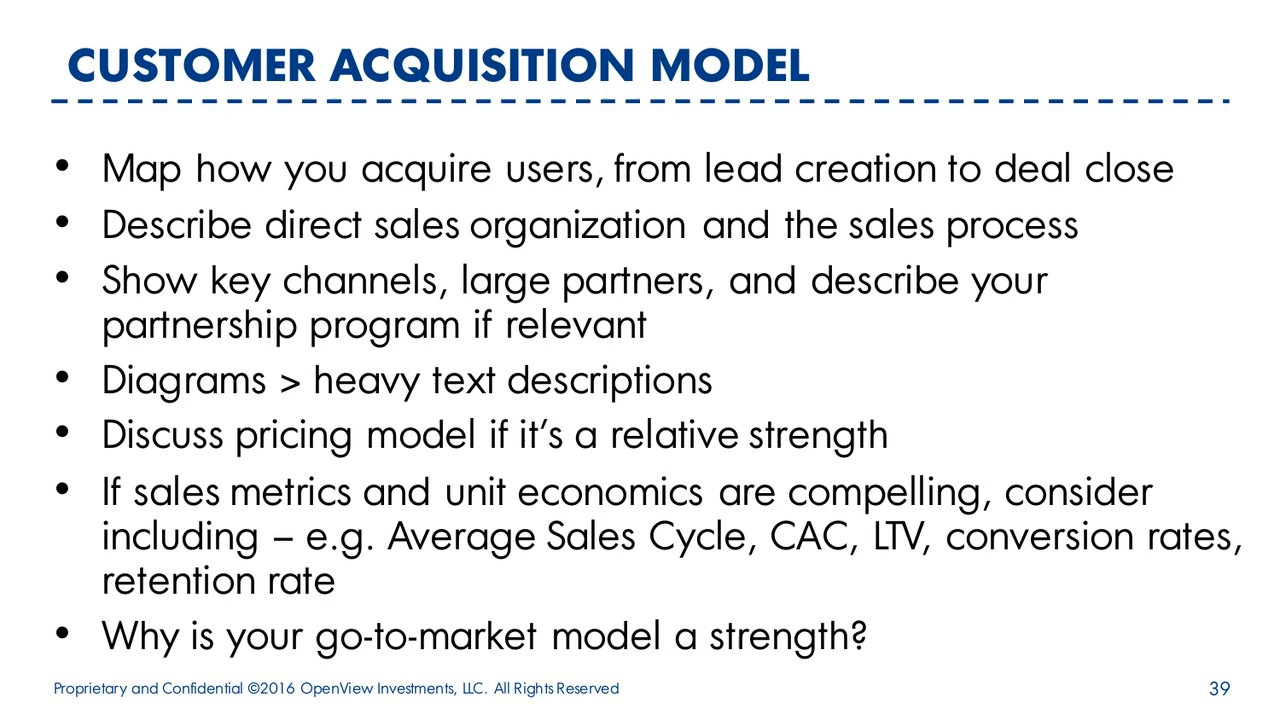 CUSTOMER ACQUISITION MODEL
• Map how you acquire users, from lead creation to deal close
• Describe direct sales organization and the sales process
• Show key channels, large partners, and describe your
partnership program if relevant
• Diagrams > heavy text descriptions
• Discuss pricing model if it’s a relative strength
• If sales metrics and unit economics are compelling, consider
including – e.g. Average Sales Cycle, CAC, LTV, conversion rates,
retention rate
• Why is your go-to-market model a strength?
Proprietary and Confidential ©2016 OpenView Investments, LLC. All Rights Reserved
39